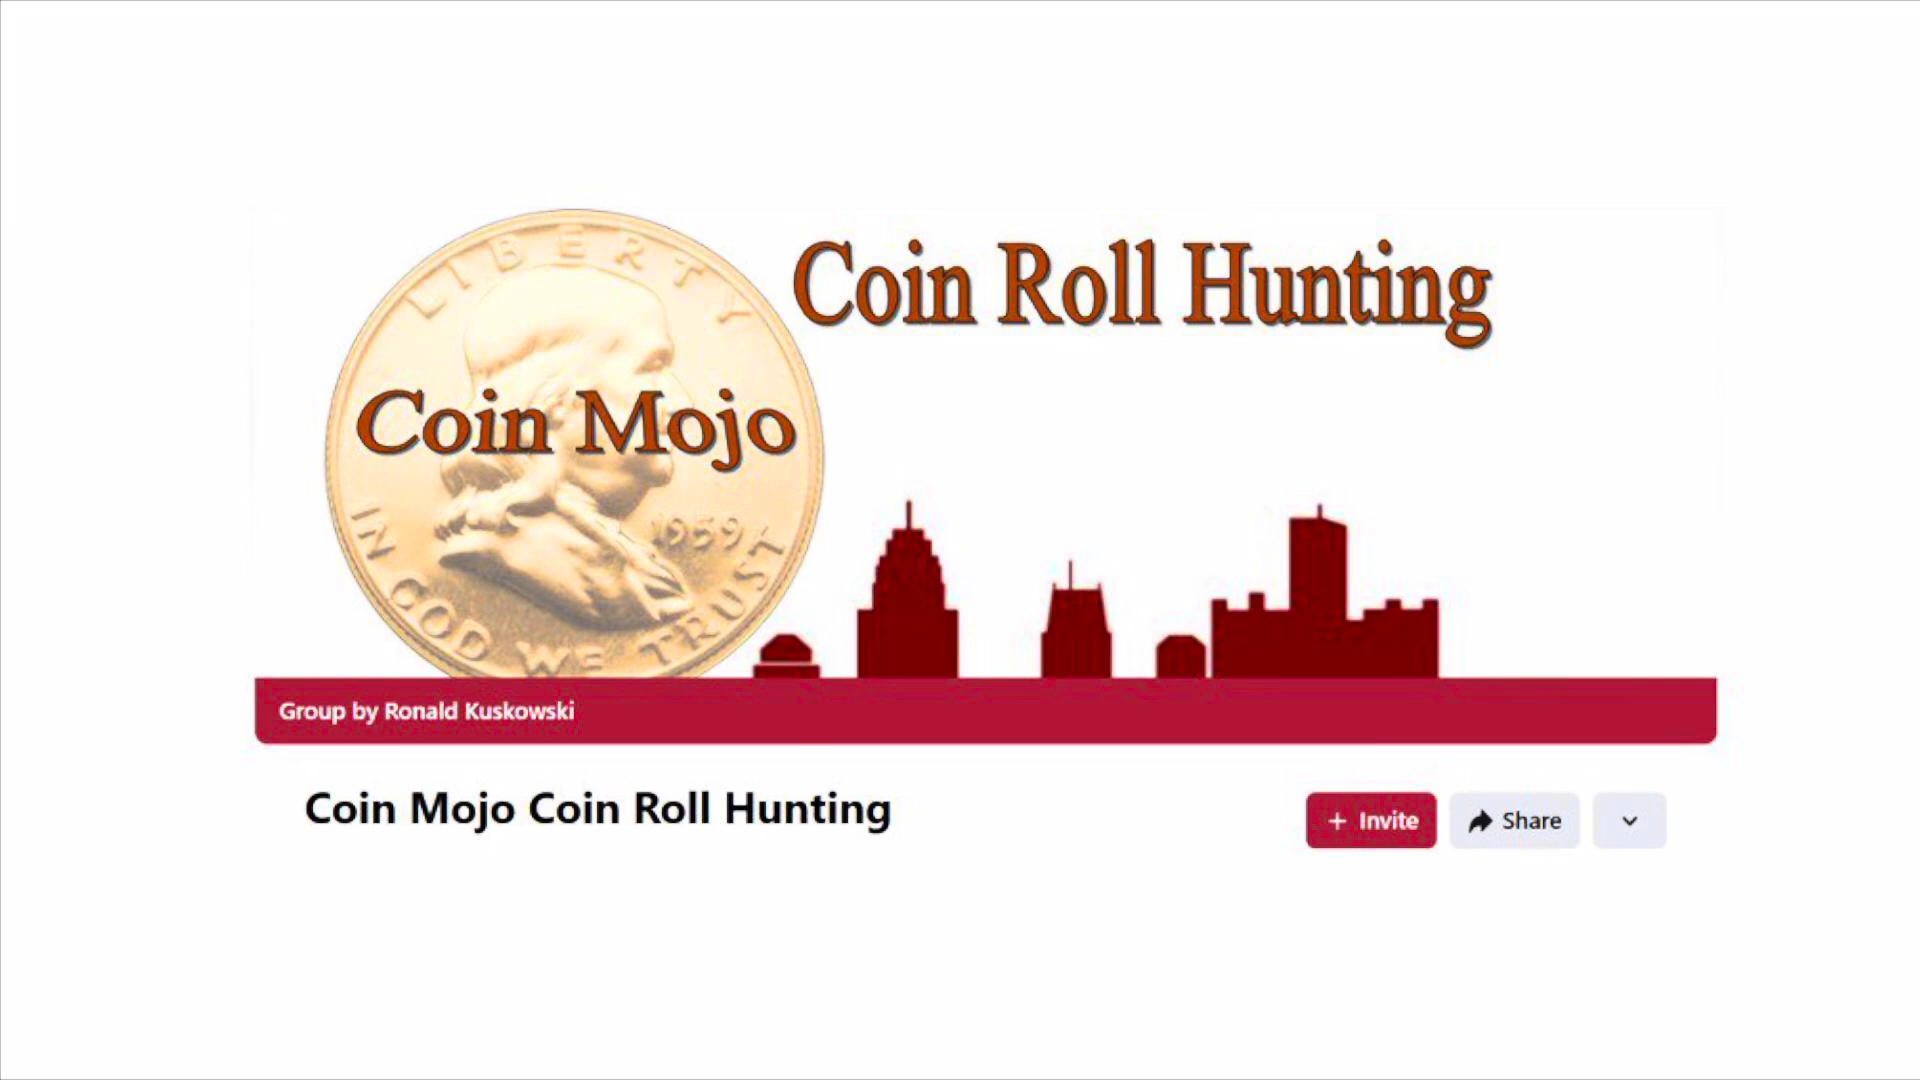 LIBERTY
Coin Roll Hunting
Coin Mojo
1959
IN GOD WE TRUST
Group by Ronald Kuskowski
Coin Mojo Coin Roll Hunting
+ Invite
Share